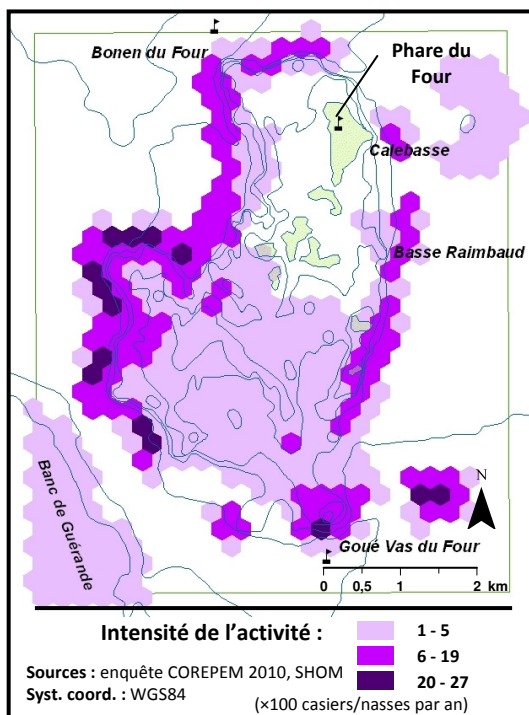 Bonen du Four
Phare du
Four
Calebasse
Basse Raimbaud
Banc de Guérande
N
Goué Vas du Four
0 0,5 1 2 km
Intensité de l'activité :
1 - 5
6 - 19
20 - 27
(×100 casiers/nasses par an)
Sources : enquête COREPEM 2010, SHOM
Syst. coord. : WGS84